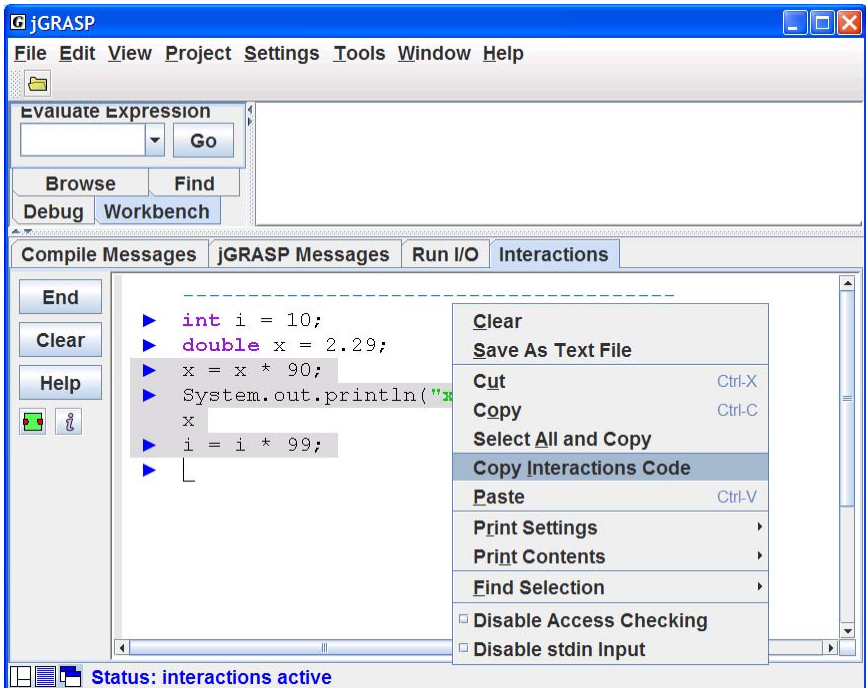 jGRASP
File Edit View Project Settings Tools Window Help
Evaluate Expression
Go
Browse Find
Debug Workbench
Compile Messages jGRASP Messages Run I/O Interactions
End
Clear
Help
------------------------------------
int i = 10;
double x = 2.29;
x = x * 90;
System.out.println("x
x
i = i * 99;
Clear
Save As Text File
Cut Ctrl-X
Copy Ctrl-C
Select All and Copy
Copy Interactions Code
Paste Ctrl-V
Print Settings
Print Contents
Find Selection
Disable Access Checking
Disable stdin Input
Status: interactions active